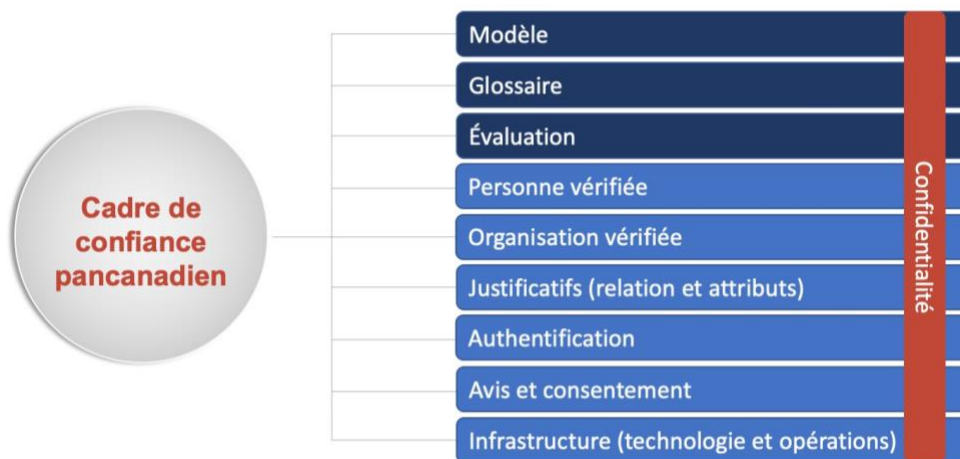 Cadre de
confiance
pancanadien
Modèle
Glossaire
Évaluation
Personne vérifiée
Organisation vérifiée
Justificatifs (relation et attributs)
Authentification
Avis et consentement
Infrastructure (technologie et opérations)
Confidentialité